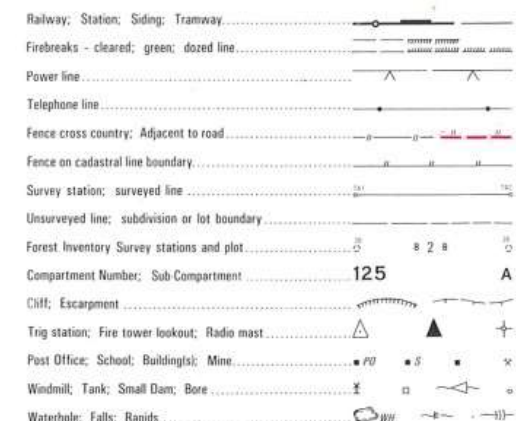 Railway; Station; Siding; Tramway
Firebreaks - cleared; green; dozed line
Power line
Telephone line
Fence cross country; Adjacent to road
Fence on cadastral line boundary
Survey station; surveyed line
Unsurveyed line; subdivision or lot boundary
Forest Inventory Survey stations and plot 8 2 8
Compartment Number; Sub-Compartment 125 A
Cliff; Escarpment
Trig station; Fire tower lookout; Radio mast
Post Office; School; Building(s); Mine PO S
Windmill; Tank; Small Dam; Bore
Waterhole; Falls; Rapids WH